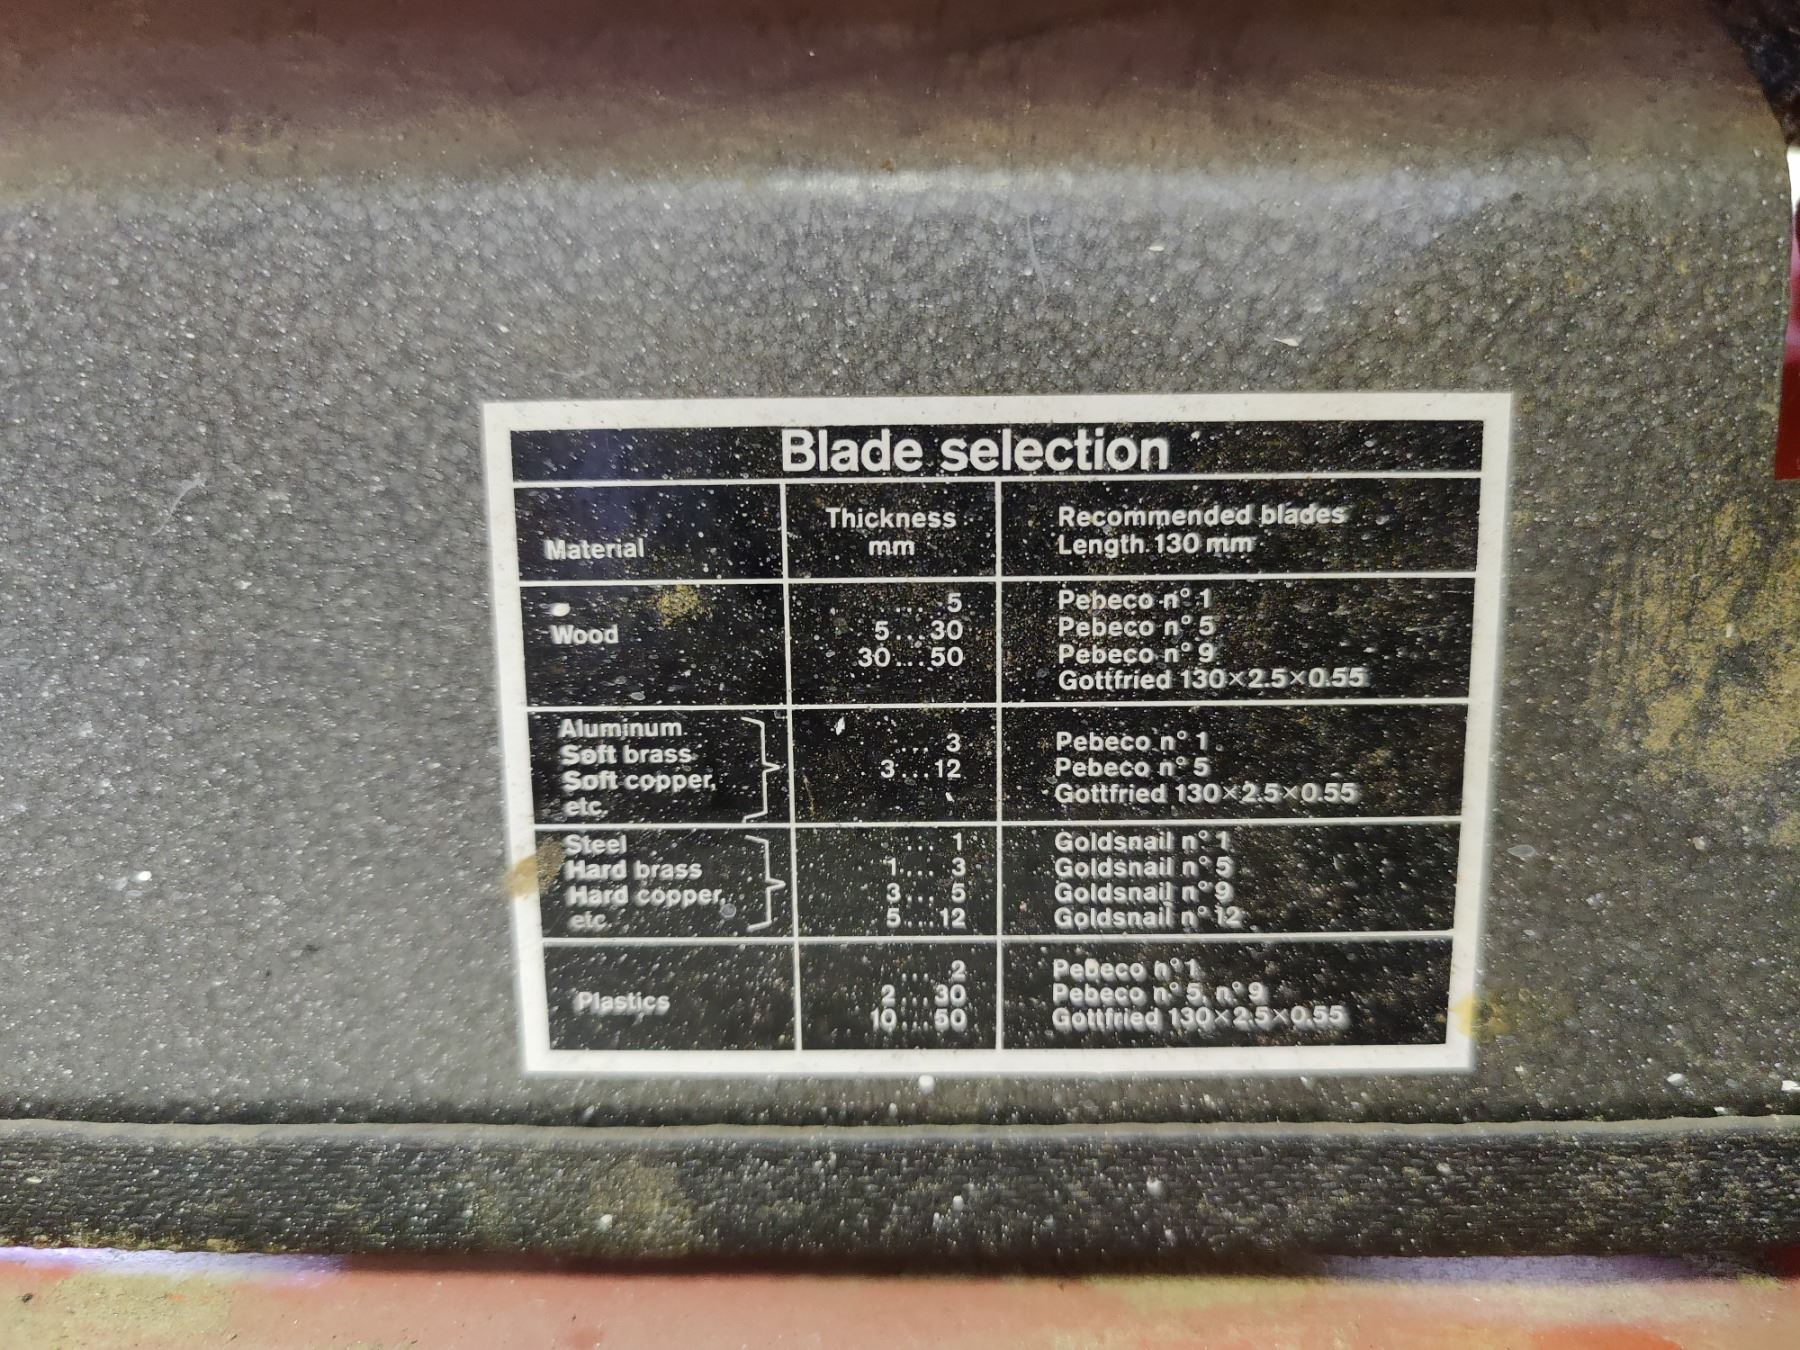 Blade selection
Material
Thickness
mm
Recommended blades
Length 130 mm
Wood
... 5
5...30
30...50
Pebeco n° 1
Pebeco n° 5
Pebeco n° 9
Gottfried 130×2.5×0.55
Aluminum
Soft brass
Soft copper,
etc.
... 3
3...12
Pebeco n° 1
Pebeco n° 5
Gottfried 130×2.5×0.55
Steel
Hard brass
Hard copper,
etc.
... 1
1... 3
3... 5
5...12
Goldsnail n° 1
Goldsnail n° 5
Goldsnail n° 9
Goldsnail n° 12
Plastics
... 2
2...30
10...50
Pebeco n° 1
Pebeco n° 5, n° 9
Gottfried 130×2.5×0.55